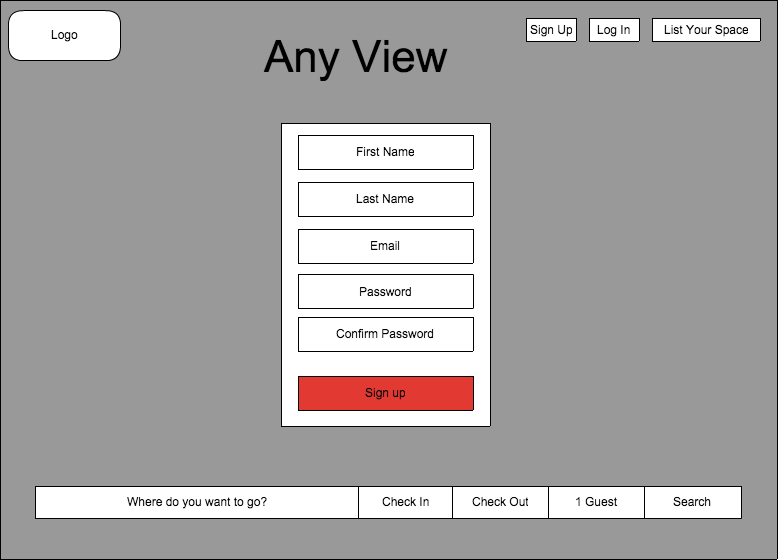 Logo
Sign Up
Log In
List Your Space
Any View
First Name
Last Name
Email
Password
Confirm Password
Sign up
Where do you want to go?
Check In
Check Out
1 Guest
Search